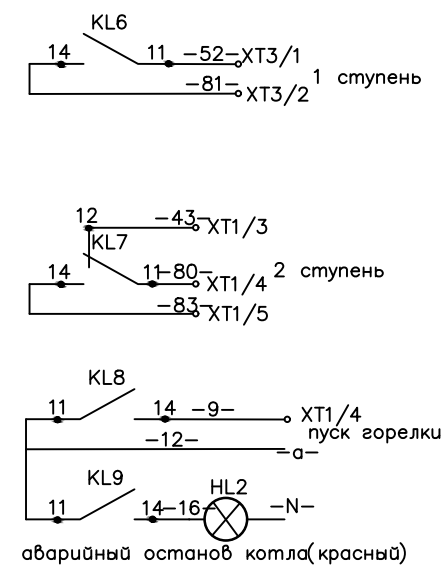 KL6
14 11 -52- XT3/1
-81- XT3/2
1 ступень
12 -43- XT1/3
KL7
14 11 -80- XT1/4
2 ступень
-83- XT1/5
KL8
11 14 -9- XT1/4
пуск горелки
-12- -a-
KL9
11 14 -16- HL2 -N-
аварийный останов котла(красный)